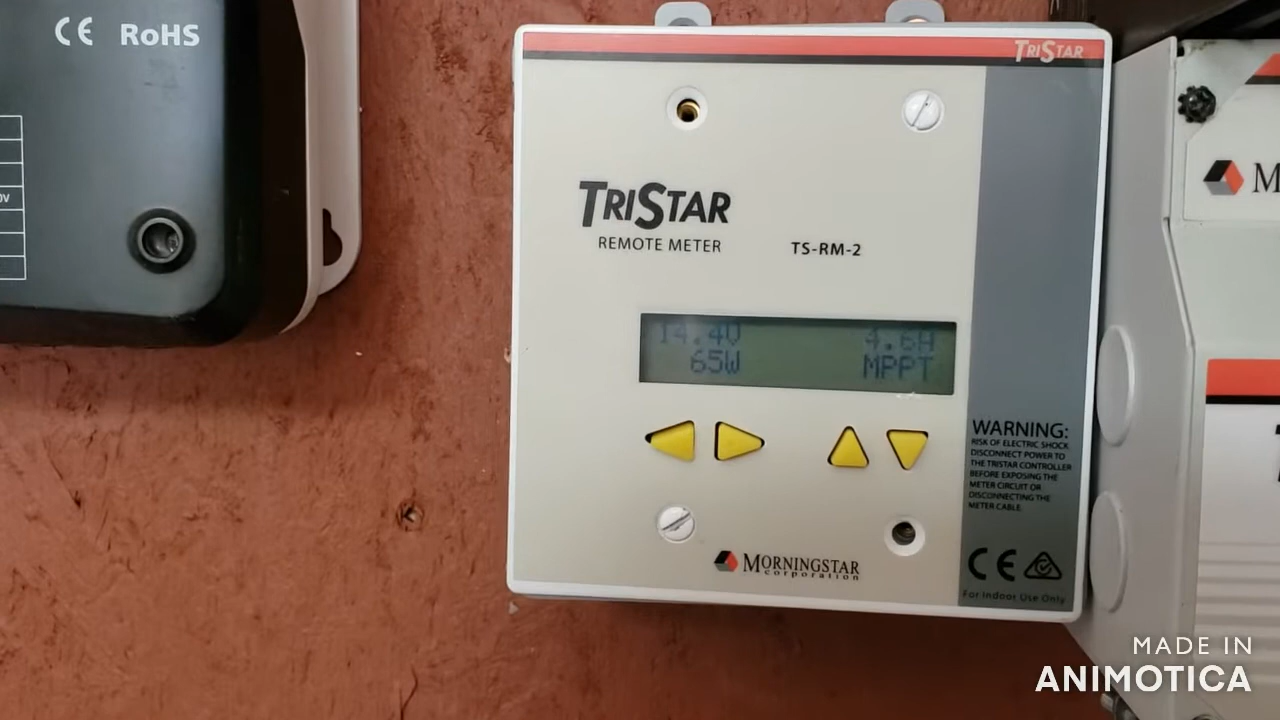 CE RoHS
TRISTAR
TRISTAR
REMOTE METER
TS-RM-2
14.4V 4.6A
65W MPPT
WARNING:
RISK OF ELECTRIC SHOCK
DISCONNECT POWER TO
THE TRISTAR CONTROLLER
BEFORE EXPOSING THE
METER CIRCUIT OR
DISCONNECTING THE
METER CABLE.
MORNINGSTAR
corporation
CE
For Indoor Use Only
M
MADE IN
ANIMOTICA